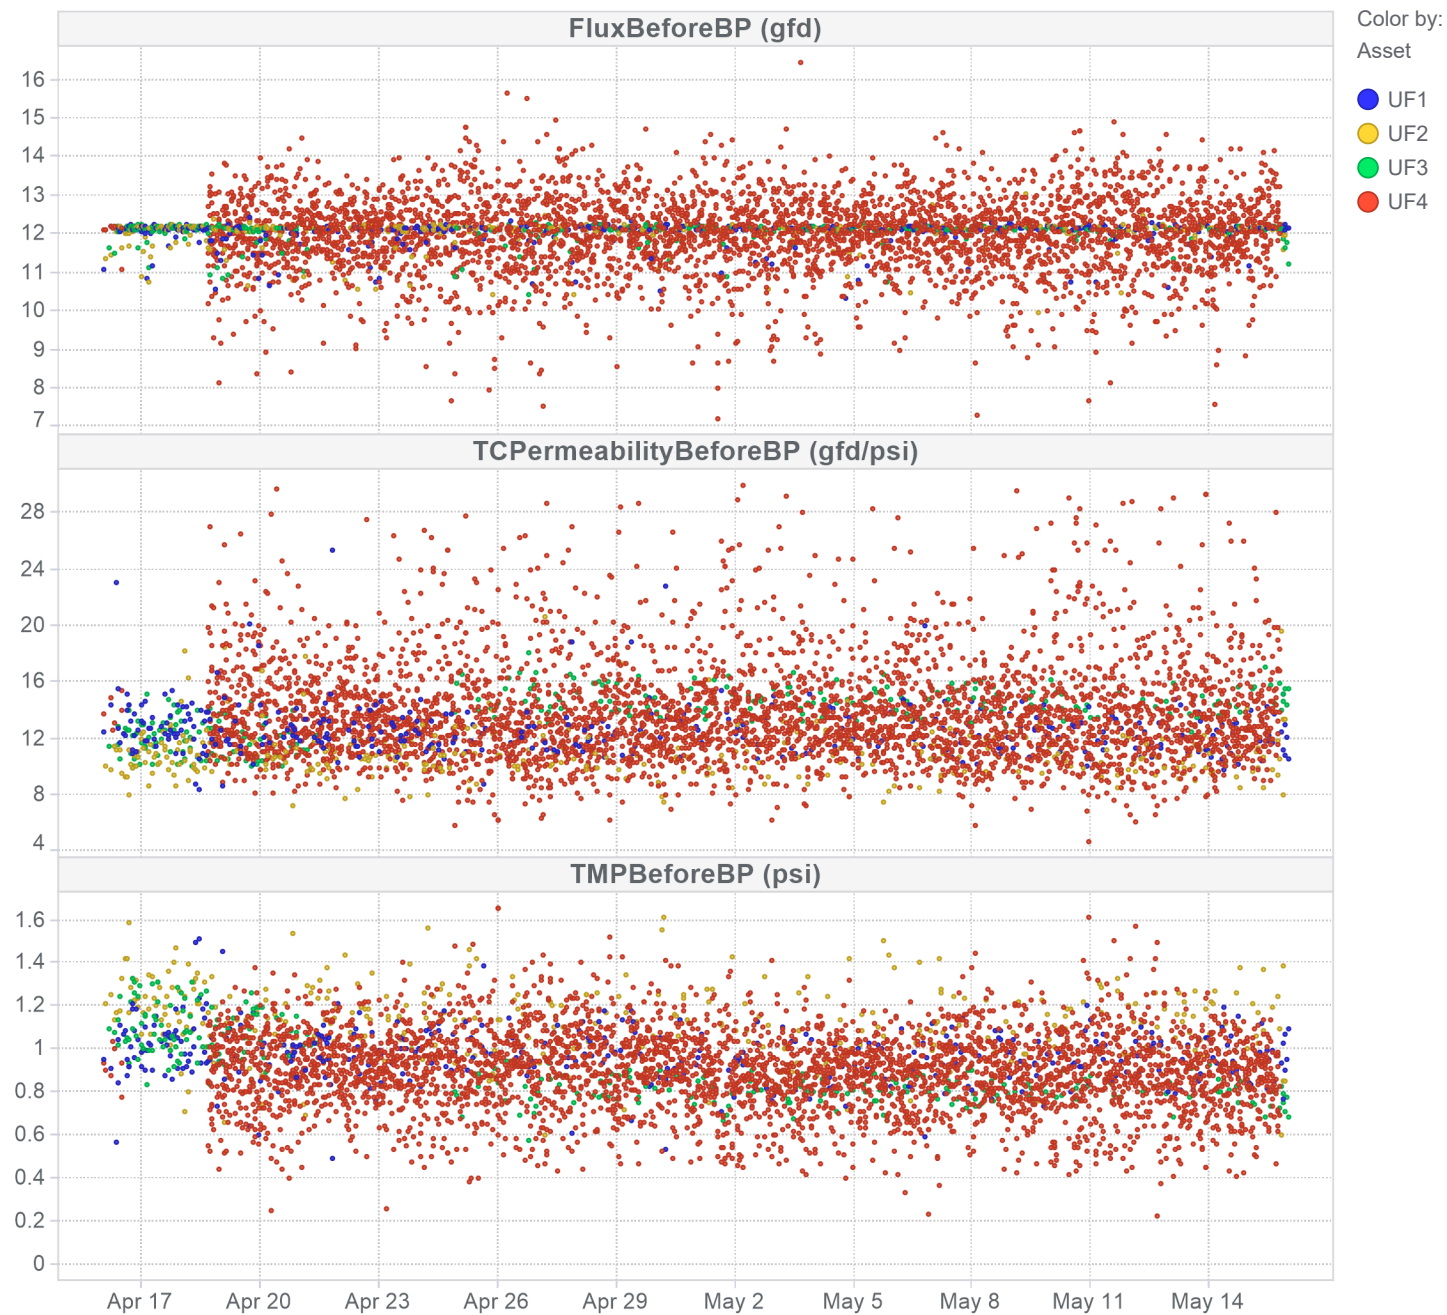 FluxBeforeBP (gfd)
Color by:
Asset
UF1
UF2
UF3
UF4
16
15
14
13
12
11
10
9
8
7
TCPermeabilityBeforeBP (gfd/psi)
28
24
20
16
12
8
4
TMPBeforeBP (psi)
1.6
1.4
1.2
1
0.8
0.6
0.4
0.2
0
Apr 17 Apr 20 Apr 23 Apr 26 Apr 29 May 2 May 5 May 8 May 11 May 14